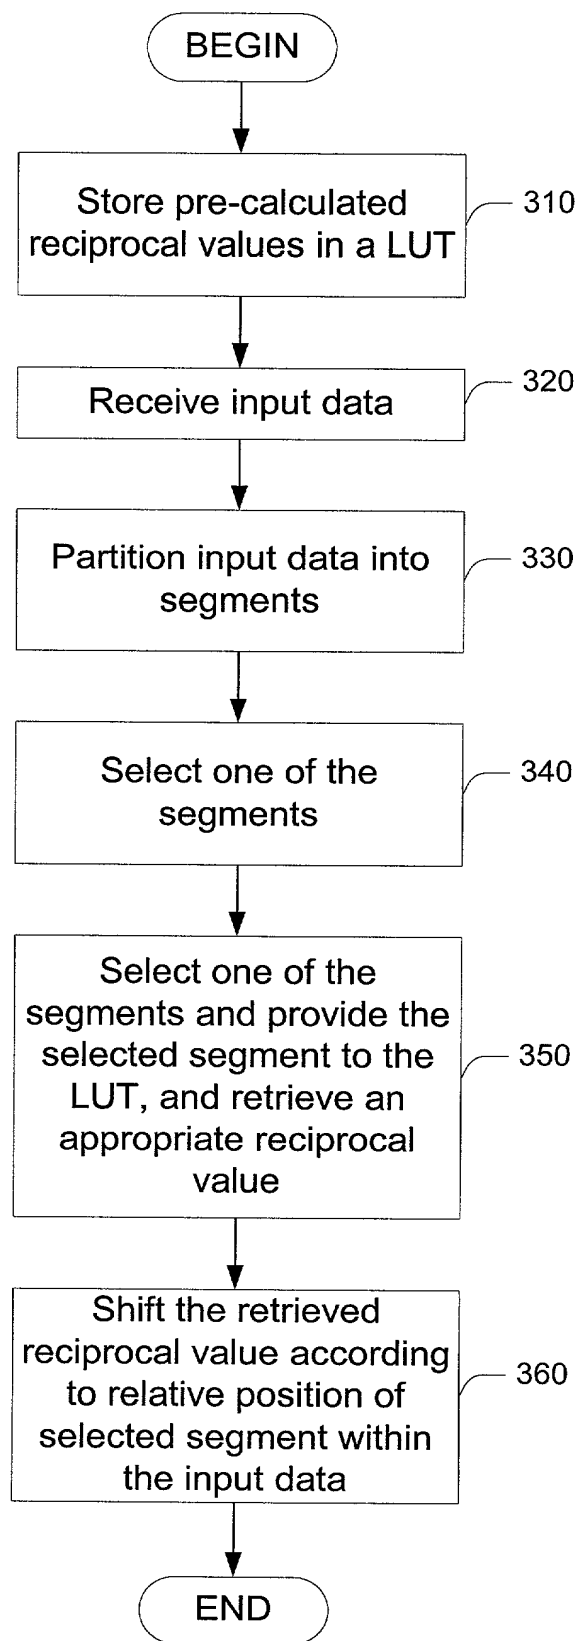 BEGIN
Store pre-calculated
reciprocal values in a LUT
310
Receive input data
320
Partition input data into
segments
330
Select one of the
segments
340
Select one of the
segments and provide the
selected segment to the
LUT, and retrieve an
appropriate reciprocal
value
350
Shift the retrieved
reciprocal value according
to relative position of
selected segment within
the input data
360
END